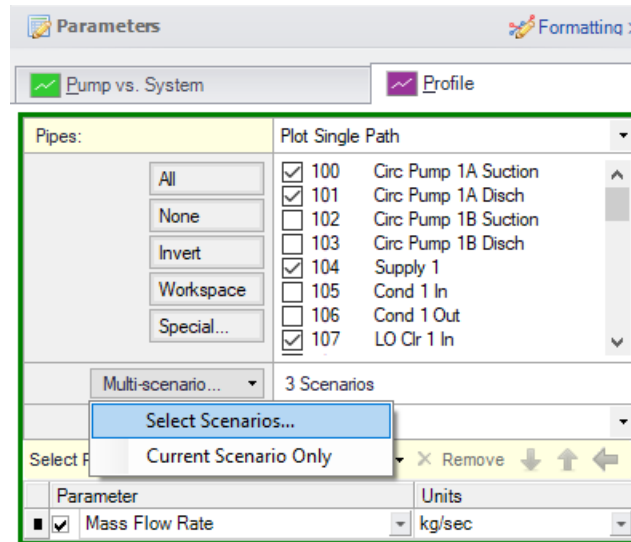 Parameters Formatting
Pump vs. System Profile
Pipes: Plot Single Path
All
None
Invert
Workspace
Special...
100 Circ Pump 1A Suction
101 Circ Pump 1A Disch
102 Circ Pump 1B Suction
103 Circ Pump 1B Disch
104 Supply 1
105 Cond 1 In
106 Cond 1 Out
107 LO Clr 1 In
Multi-scenario... 3 Scenarios
Select Scenarios...
Current Scenario Only
Select Remove
Parameter Units
Mass Flow Rate kg/sec